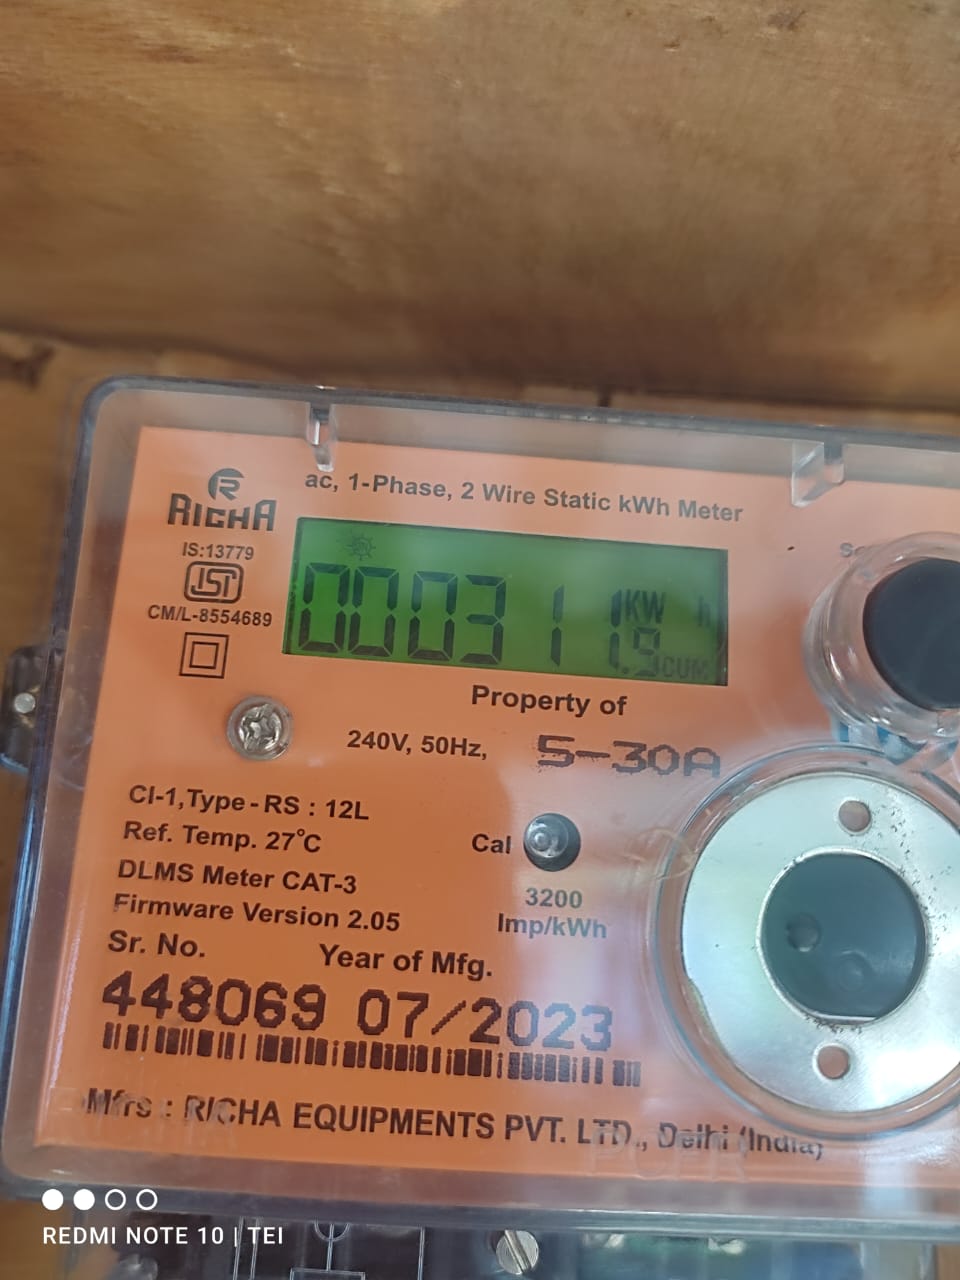 ac, 1-Phase, 2 Wire Static kWh Meter
RICHA
IS:13779
ISI
CM/L-8554689
000311.9 KW h CUM
Property of
240V, 50Hz, 5-30A
CI-1,Type-RS : 12L
Ref. Temp. 27°C
Cal
DLMS Meter CAT-3
3200
Firmware Version 2.05
Imp/kWh
Sr. No. Year of Mfg.
448069 07/2023
Mfrs : RICHA EQUIPMENTS PVT. LTD., Delhi (India)
REDMI NOTE 10 | TEI